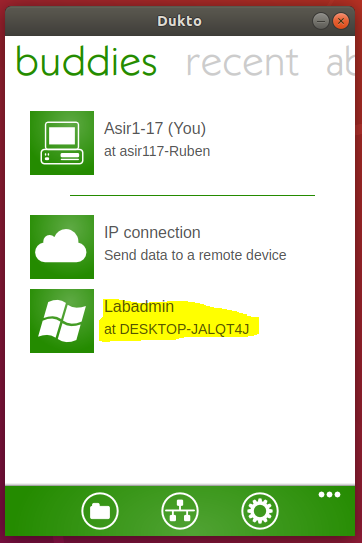 Dukto
buddies recent ab
Asir1-17 (You)
at asir117-Ruben
IP connection
Send data to a remote device
Labadmin
at DESKTOP-JALQT4J